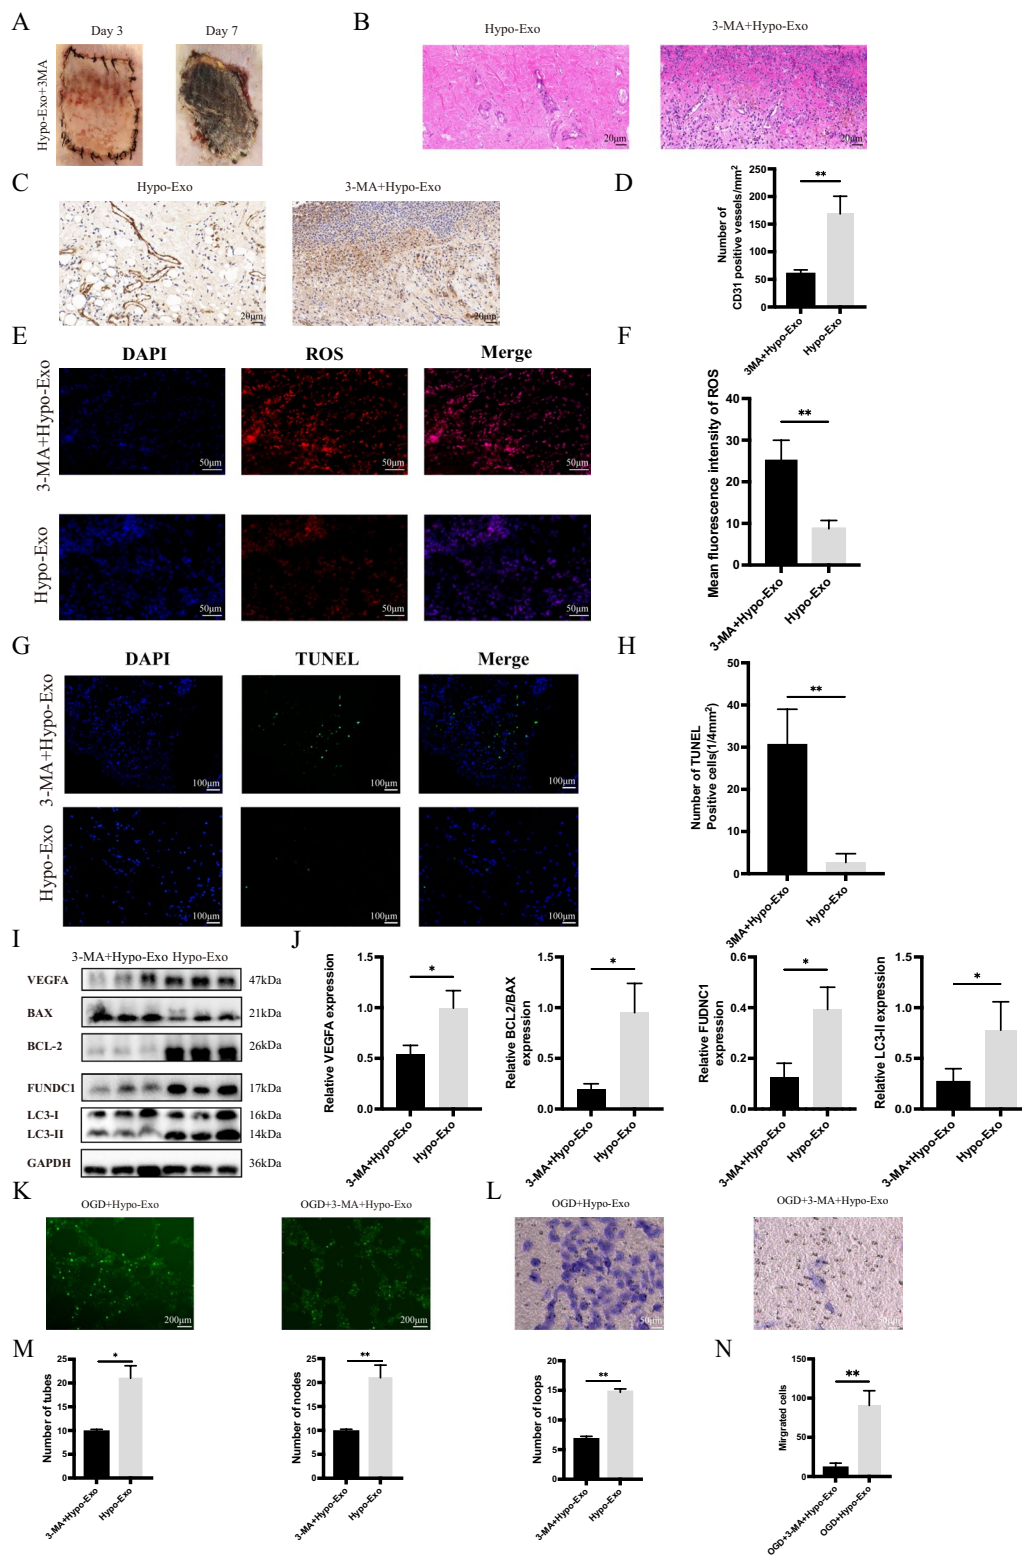 A
Day 3
Day 7
Hypo-Exo+3MA
B
Hypo-Exo
3-MA+Hypo-Exo
20μm
20μm
C
Hypo-Exo
3-MA+Hypo-Exo
20μm
20μm
D
Number of
CD31 positive vessels/mm²
250
200
150
100
50
0
**
3MA+Hypo-Exo
Hypo-Exo
E
DAPI
ROS
Merge
3-MA+Hypo-Exo
50μm
50μm
50μm
Hypo-Exo
50μm
50μm
50μm
F
Mean fluorescence intensity of ROS
40
30
20
10
0
**
3-MA+Hypo-Exo
Hypo-Exo
G
DAPI
TUNEL
Merge
3-MA+Hypo-Exo
100μm
100μm
100μm
Hypo-Exo
100μm
100μm
100μm
H
Number of TUNEL
Positive cells(1/4mm²)
50
40
30
20
10
0
**
3MA+Hypo-Exo
Hypo-Exo
I
3-MA+Hypo-Exo Hypo-Exo
VEGFA 47kDa
BAX 21kDa
BCL-2 26kDa
FUNDC1 17kDa
LC3-I 16kDa
LC3-II 14kDa
GAPDH 36kDa
J
Relative VEGFA expression
1.5
1.0
0.5
0.0
*
3-MA+Hypo-Exo
Hypo-Exo
Relative BCL2/BAX
expression
1.5
1.0
0.5
0.0
*
3-MA+Hypo-Exo
Hypo-Exo
Relative FUDNC1
expression
0.6
0.4
0.2
0.0
*
3-MA+Hypo-Exo
Hypo-Exo
Relative LC3-II expression
1.5
1.0
0.5
0.0
*
3-MA+Hypo-Exo
Hypo-Exo
K
OGD+Hypo-Exo
OGD+3-MA+Hypo-Exo
200μm
200μm
L
OGD+Hypo-Exo
OGD+3-MA+Hypo-Exo
50μm
M
Number of tubes
25
20
15
10
5
0
*
3-MA+Hypo-Exo
Hypo-Exo
Number of nodes
25
20
15
10
5
0
**
3-MA+Hypo-Exo
Hypo-Exo
Number of loops
20
15
10
5
0
**
3-MA+Hypo-Exo
Hypo-Exo
N
Mirgrated cells
150
100
50
0
**
OGD+3-MA+Hypo-Exo
OGD+Hypo-Exo